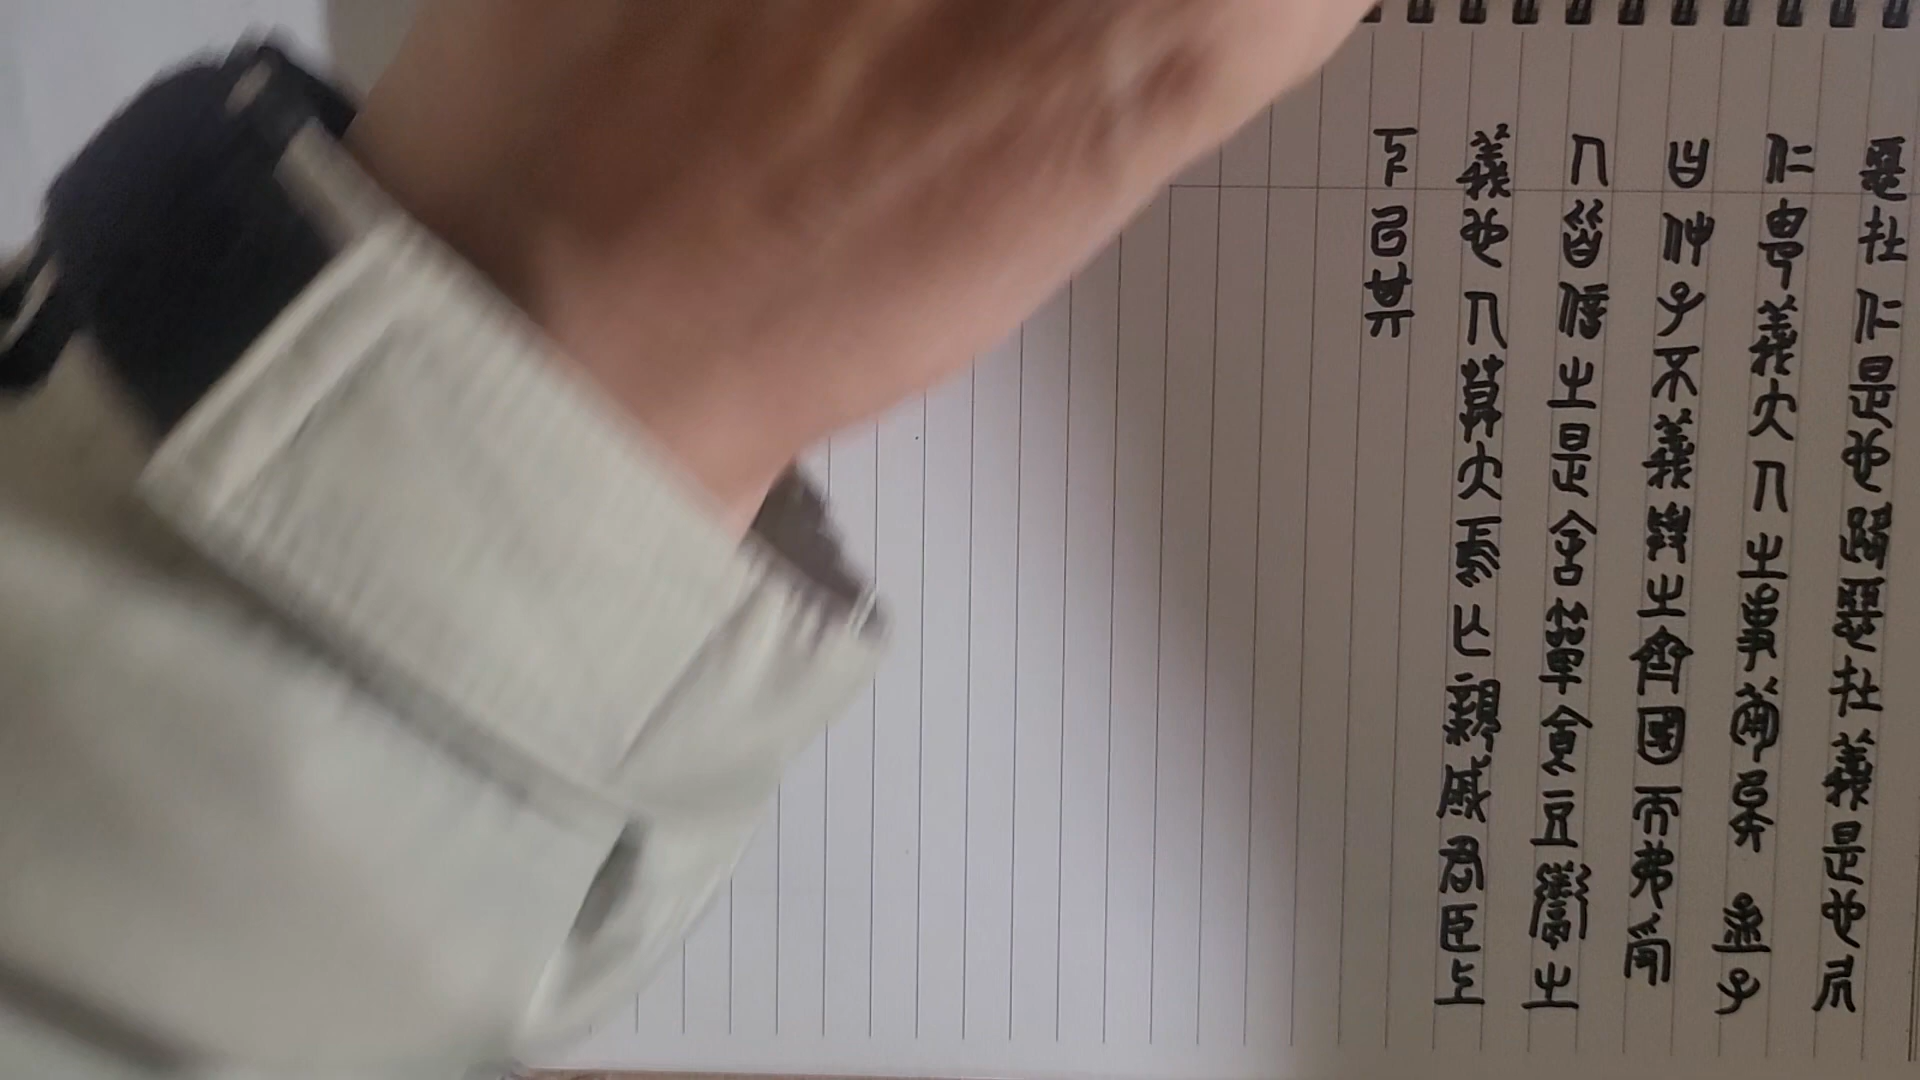 惡在仁是也路惡在義是也居
仁由義大人之事備矣孟子
曰仲子不義與之齊國而弗受
人皆信之是舍簞食豆羹之
義也人莫大焉亡親戚君臣上
下以其